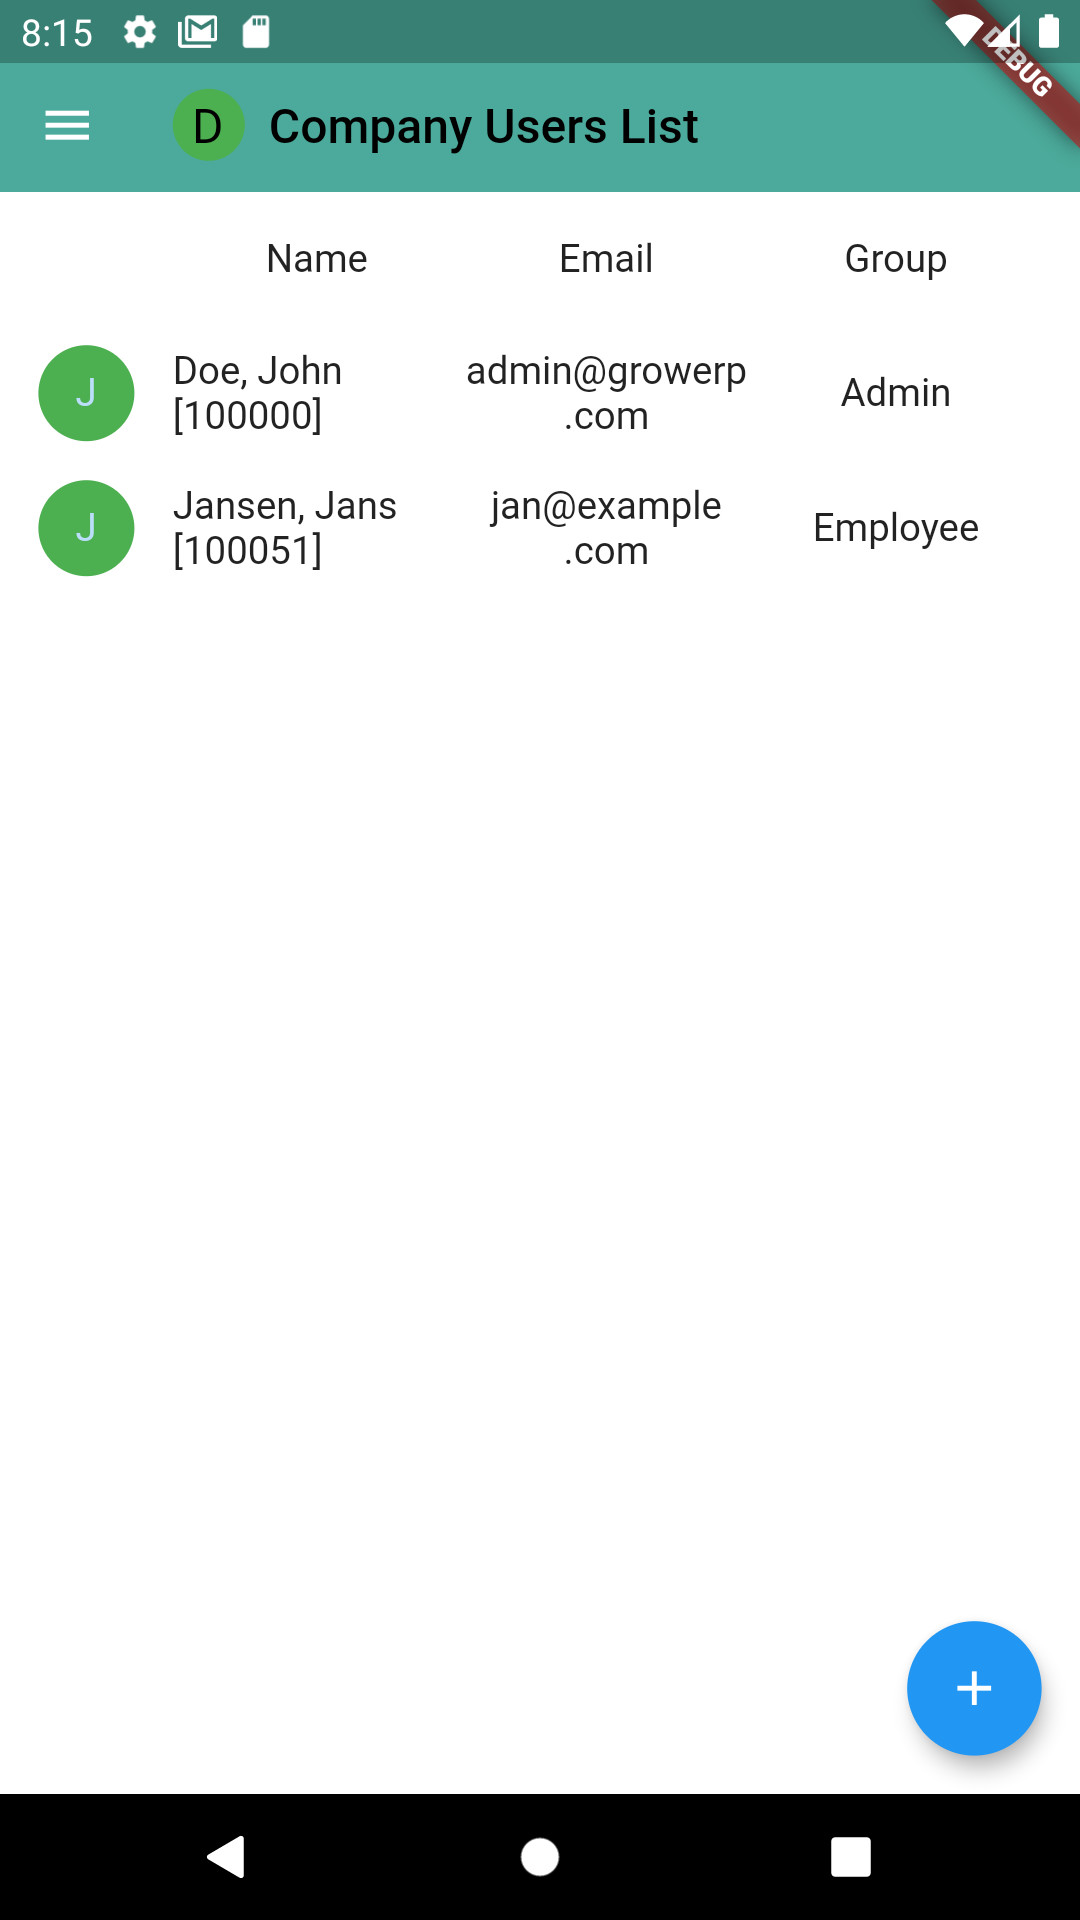 8:15
DEBUG
D Company Users List
Name Email Group
J Doe, John [100000] admin@growerp.com Admin
J Jansen, Jans [100051] jan@example.com Employee
+